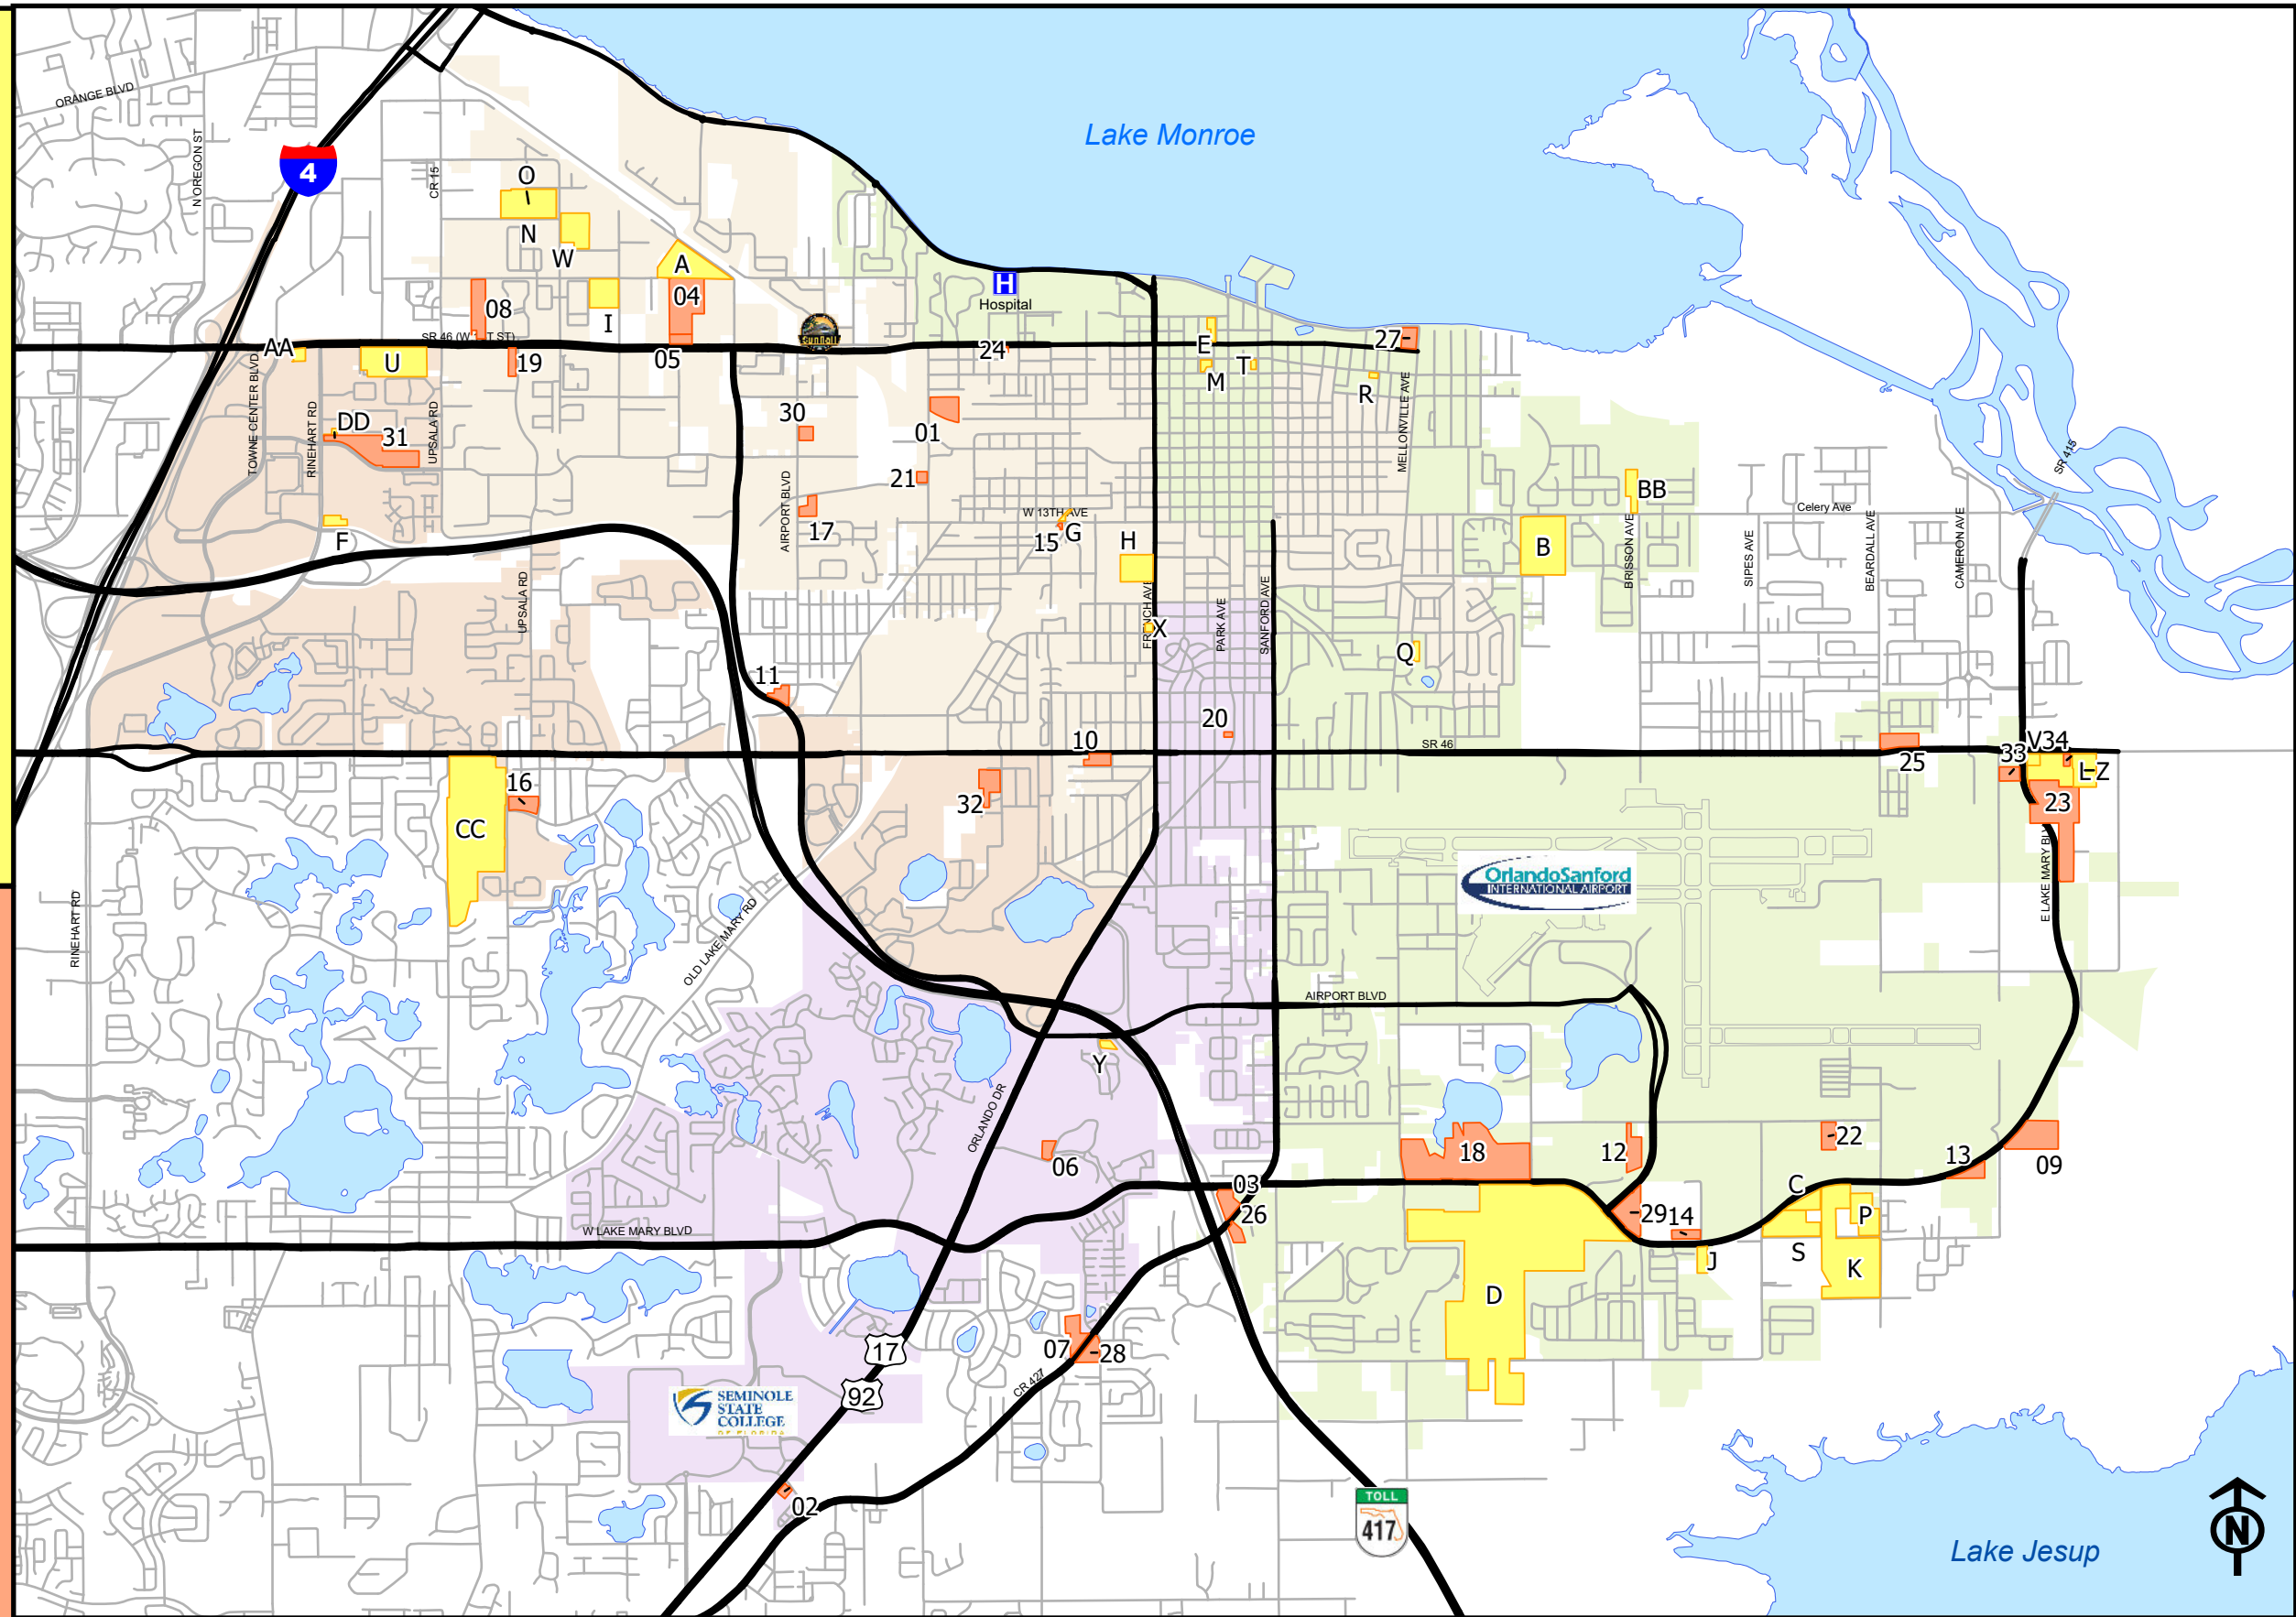 ORANGE BLVD
N OREGON ST
4
CR 15
O
N
W
A
Lake Monroe
H
Hospital
08
I
04
SR 46 (W
T ST)
AA
U
19
05
SunRail
24
E
M
T
27
R
TOWNE CENTER BLVD
RINEHART RD
DD
31
UPSALA RD
30
01
21
17
AIRPORT BLVD
W 13TH AVE
15
G
H
MELLONVILLE AVE
BB
B
BRISSON AVE
SIPES AVE
Celery Ave
BEARDALL AVE
CAMERON AVE
SR 415
F
UPSALA RD
FRENCH AVE
X
PARK AVE
SANFORD AVE
Q
11
20
10
SR 46
25
33
V34
L-Z
23
16
CC
32
OrlandoSanford
INTERNATIONAL AIRPORT
E LAKE MARY BLV
RINEHART RD
OLD LAKE MARY RD
AIRPORT BLVD
Y
ORLANDO DR
06
18
12
22
13
09
03
26
C
29
14
P
S
J
K
W LAKE MARY BLVD
D
17
07
28
92
CR 427
SEMINOLE
STATE
COLLEGE
OF FLORIDA
02
TOLL
417
Lake Jesup
N